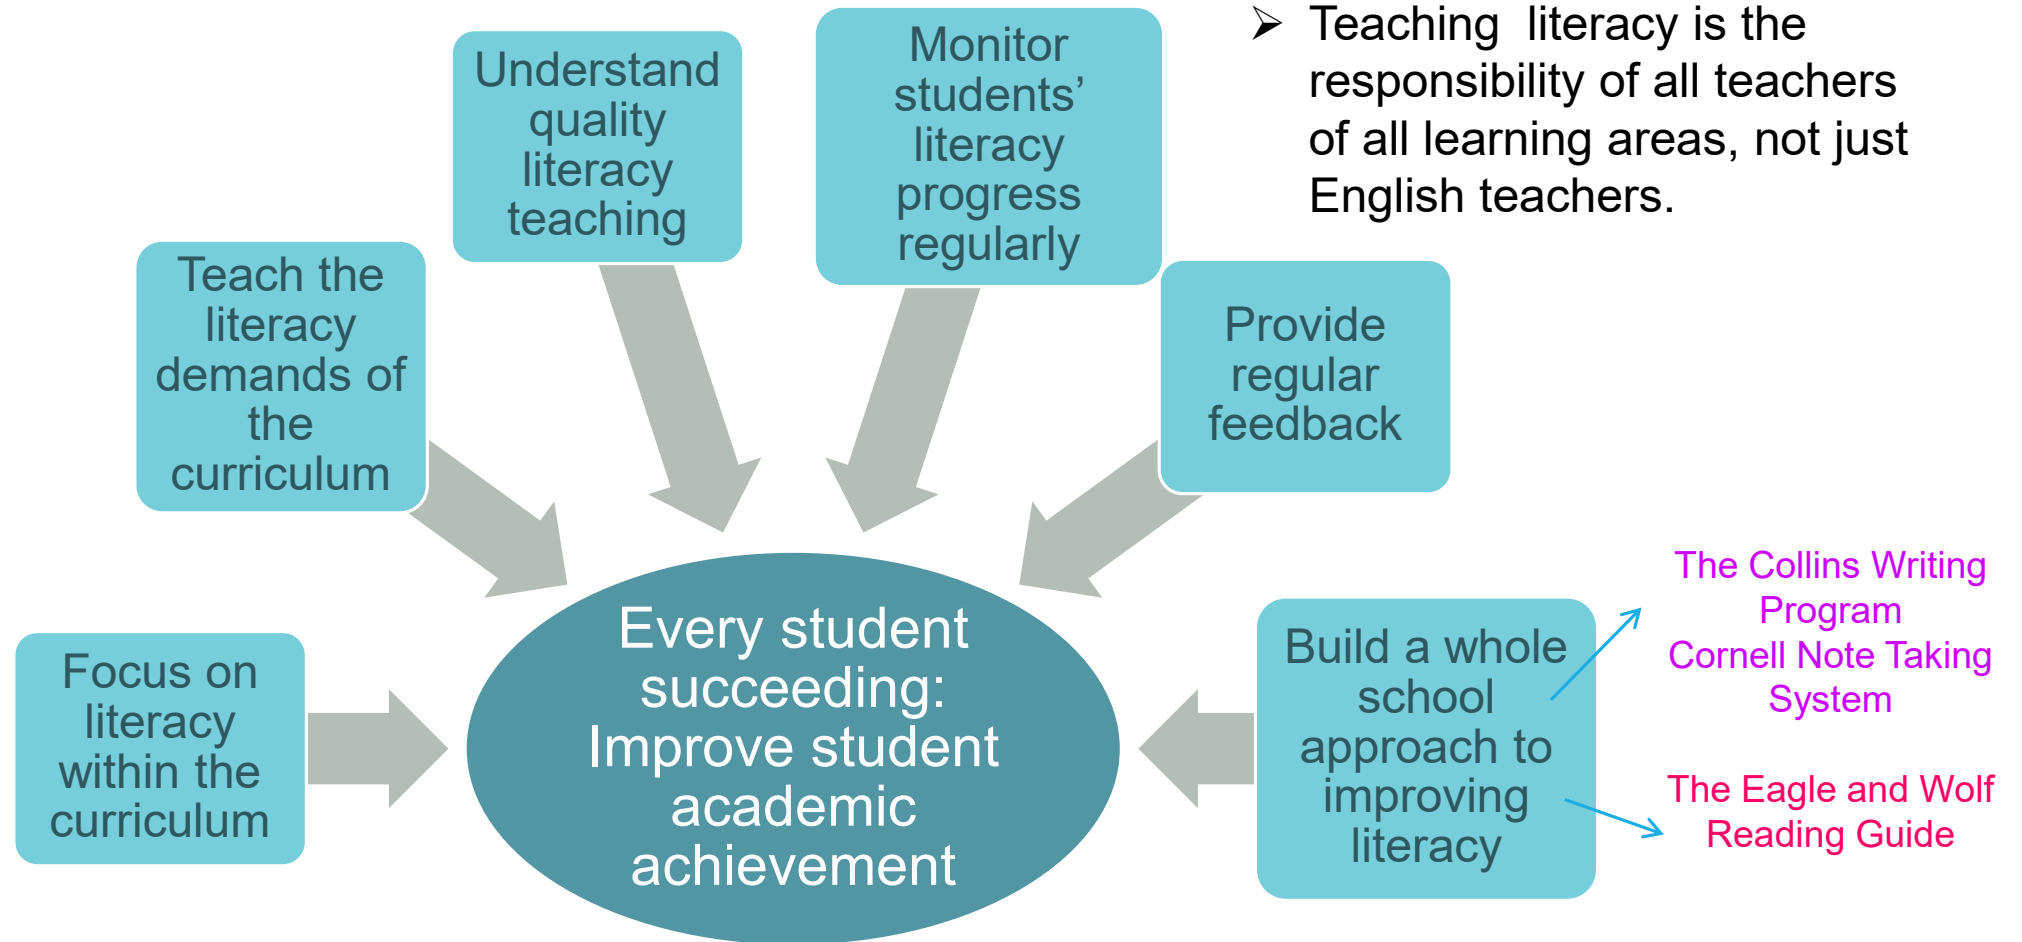 Focus on
literacy
within the
curriculum
Teach the
literacy
demands of
the
curriculum
Understand
quality
literacy
teaching
Monitor
students’
literacy
progress
regularly
Provide
regular
feedback
Build a whole
school
approach to
improving
literacy
Every student
succeeding:
Improve student
academic
achievement
➢ Teaching  literacy is the
responsibility of all teachers
of all learning areas, not just
English teachers.
The Collins Writing
Program
Cornell Note Taking
System
The Eagle and Wolf
Reading Guide